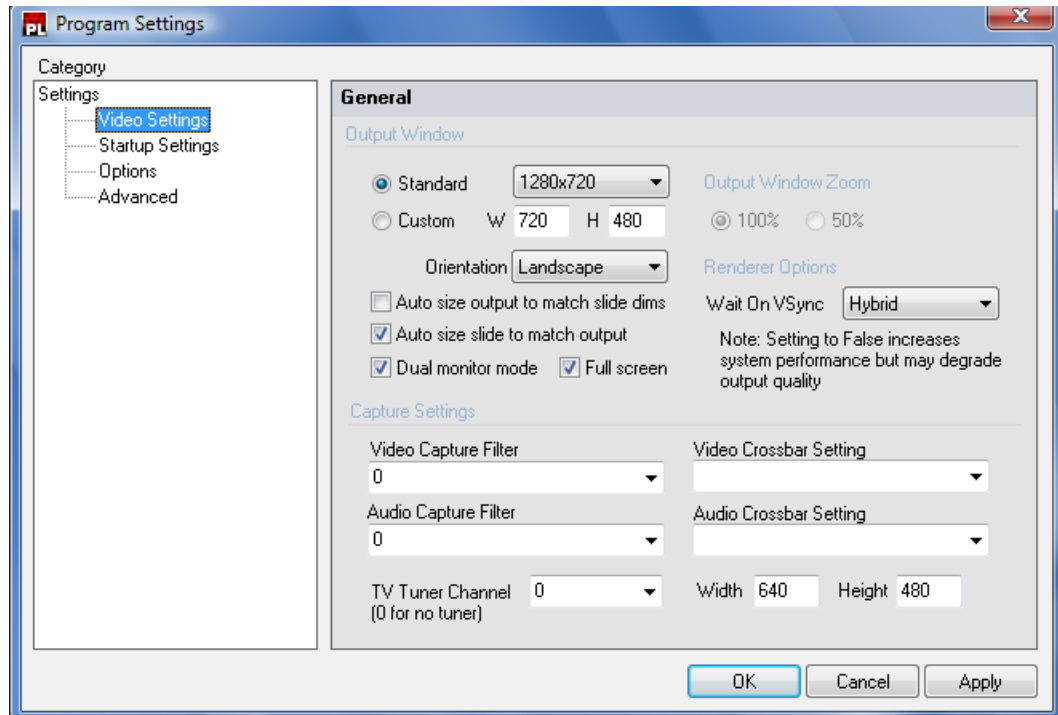 PL Program Settings
Category
Settings
Video Settings
Startup Settings
Options
Advanced
General
Output Window
Standard 1280x720
Custom W 720 H 480
Orientation Landscape
Auto size output to match slide dims
Auto size slide to match output
Dual monitor mode Full screen
Output Window Zoom
100% 50%
Renderer Options
Wait On VSync Hybrid
Note: Setting to False increases
system performance but may degrade
output quality
Capture Settings
Video Capture Filter
0
Video Crossbar Setting
Audio Capture Filter
0
Audio Crossbar Setting
TV Tuner Channel 0
(0 for no tuner)
Width 640 Height 480
OK Cancel Apply